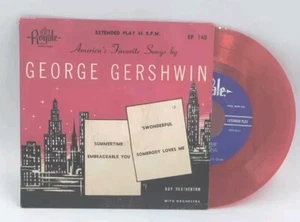 Royale
EXTENDED PLAY 45 R.P.M.
EP 140
America's Favorite Songs by
GEORGE GERSHWIN
'SWONDERFUL
SUMMERTIME
EMBRACEABLE YOU
SOMEBODY LOVES ME
WITH ORCHESTRA
EXTENDED PLAY